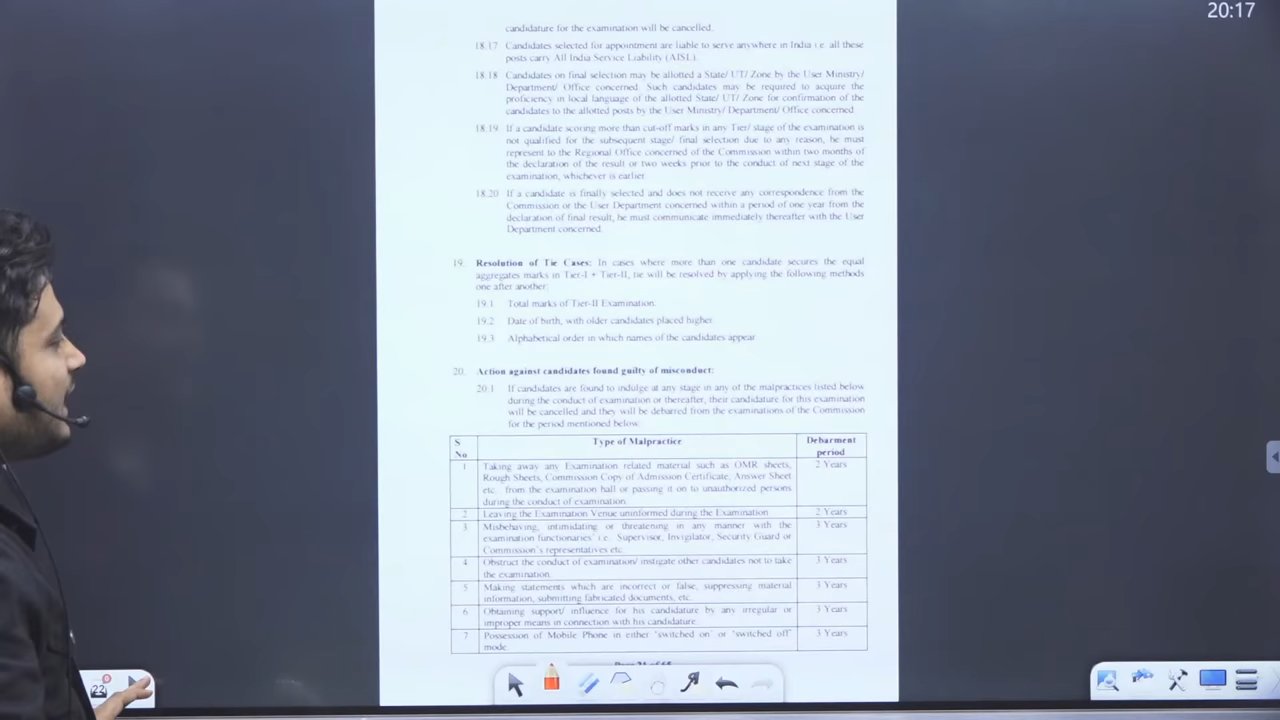 20:17
candidature for the examination will be cancelled.
18.17 Candidates selected for appointment are liable to serve anywhere in India i.e. all these
posts carry All India Service Liability (AISL).
18.18 Candidates on final selection may be allotted a State/ UT/ Zone by the User Ministry/
Department/ Office concerned. Such candidates may be required to acquire the
proficiency in local language of the allotted State/ UT/ Zone for confirmation of the
candidates to the allotted posts by the User Ministry/ Department/ Office concerned
18.19 If a candidate scoring more than cut-off marks in any Tier/ stage of the examination is
not qualified for the subsequent stage/ final selection due to any reason, he must
represent to the Regional Office concerned of the Commission within two months of
the declaration of the result or two weeks prior to the conduct of next stage of the
examination, whichever is earlier
18.20 If a candidate is finally selected and does not receive any correspondence from the
Commission or the User Department concerned within a period of one year from the
declaration of final result, he must communicate immediately thereafter with the User
Department concerned.
19. Resolution of Tie Cases: In cases where more than one candidate secures the equal
aggregates marks in Tier-I + Tier-II, tie will be resolved by applying the following methods
one after another:
19.1 Total marks of Tier-II Examination.
19.2 Date of birth, with older candidates placed higher
19.3 Alphabetical order in which names of the candidates appear
20. Action against candidates found guilty of misconduct:
20.1 If candidates are found to indulge at any stage in any of the malpractices listed below
during the conduct of examination or thereafter, their candidature for this examination
will be cancelled and they will be debarred from the examinations of the Commission
for the period mentioned below:
S. No Type of Malpractice Debarment period
1 Taking away any Examination related material such as OMR sheets, 2 Years
Rough Sheets, Commission Copy of Admission Certificate, Answer Sheet
etc. from the examination hall or passing it on to unauthorized persons
during the conduct of examination.
2 Leaving the Examination Venue uninformed during the Examination 2 Years
3 Misbehaving, intimidating or threatening in any manner with the 3 Years
examination functionaries' i.e. Supervisor, Invigilator, Security Guard or
Commission's representatives etc.
4 Obstruct the conduct of examination/ instigate other candidates not to take 3 Years
the examination.
5 Making statements which are incorrect or false, suppressing material 3 Years
information, submitting fabricated documents, etc.
6 Obtaining support/ influence for his candidature by any irregular or 3 Years
improper means in connection with his candidature.
7 Possession of Mobile Phone in either 'switched on' or 'switched off' 3 Years
mode
23